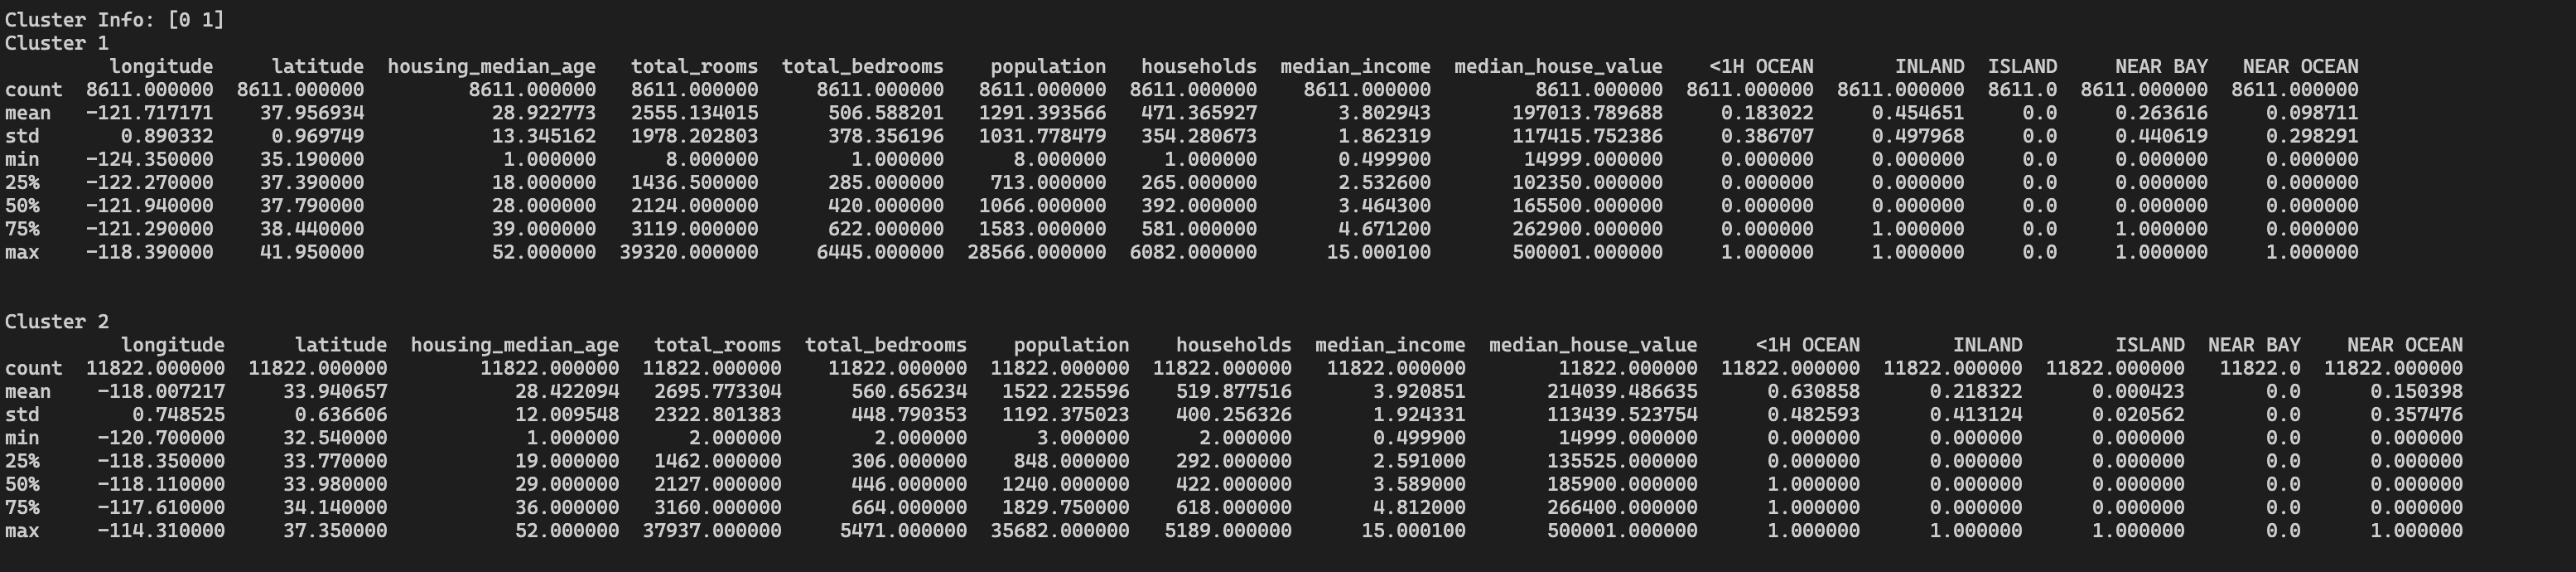 Cluster Info: [0 1]
Cluster 1
longitude latitude housing_median_age total_rooms total_bedrooms population households median_income median_house_value <1H OCEAN INLAND ISLAND NEAR BAY NEAR OCEAN
count 8611.000000 8611.000000 8611.000000 8611.000000 8611.000000 8611.000000 8611.000000 8611.000000 8611.000000 8611.000000 8611.000000 8611.0 8611.000000 8611.000000
mean -121.717171 37.956934 28.922773 2555.134015 506.588201 1291.393566 471.365927 3.802943 197013.789688 0.183022 0.454651 0.0 0.263616 0.098711
std 0.890332 0.969749 13.345162 1978.202803 378.356196 1031.778479 354.280673 1.862319 117415.752386 0.386707 0.497968 0.0 0.440619 0.298291
min -124.350000 35.190000 1.000000 8.000000 1.000000 8.000000 1.000000 0.499900 14999.000000 0.000000 0.000000 0.0 0.000000 0.000000
25% -122.270000 37.390000 18.000000 1436.500000 285.000000 713.000000 265.000000 2.532600 102350.000000 0.000000 0.000000 0.0 0.000000 0.000000
50% -121.940000 37.790000 28.000000 2124.000000 420.000000 1066.000000 392.000000 3.464300 165500.000000 0.000000 0.000000 0.0 0.000000 0.000000
75% -121.290000 38.440000 39.000000 3119.000000 622.000000 1583.000000 581.000000 4.671200 262900.000000 0.000000 1.000000 0.0 1.000000 0.000000
max -118.390000 41.950000 52.000000 39320.000000 6445.000000 28566.000000 6082.000000 15.000100 500001.000000 1.000000 1.000000 0.0 1.000000 1.000000
Cluster 2
longitude latitude housing_median_age total_rooms total_bedrooms population households median_income median_house_value <1H OCEAN INLAND ISLAND NEAR BAY NEAR OCEAN
count 11822.000000 11822.000000 11822.000000 11822.000000 11822.000000 11822.000000 11822.000000 11822.000000 11822.000000 11822.000000 11822.000000 11822.000000 11822.0 11822.000000
mean -118.007217 33.940657 28.422094 2695.773304 560.656234 1522.225596 519.877516 3.920851 214039.486635 0.630858 0.218322 0.000423 0.0 0.150398
std 0.748525 0.636606 12.009548 2322.801383 448.790353 1192.375023 400.256326 1.924331 113439.523754 0.482593 0.413124 0.020562 0.0 0.357476
min -120.700000 32.540000 1.000000 2.000000 2.000000 3.000000 2.000000 0.499900 14999.000000 0.000000 0.000000 0.000000 0.0 0.000000
25% -118.350000 33.770000 19.000000 1462.000000 306.000000 848.000000 292.000000 2.591000 135525.000000 0.000000 0.000000 0.000000 0.0 0.000000
50% -118.110000 33.980000 29.000000 2127.000000 446.000000 1240.000000 422.000000 3.589000 185900.000000 1.000000 0.000000 0.000000 0.0 0.000000
75% -117.610000 34.140000 36.000000 3160.000000 664.000000 1829.750000 618.000000 4.812000 266400.000000 1.000000 0.000000 0.000000 0.0 0.000000
max -114.310000 37.350000 52.000000 37937.000000 5471.000000 35682.000000 5189.000000 15.000100 500001.000000 1.000000 1.000000 1.000000 0.0 1.000000